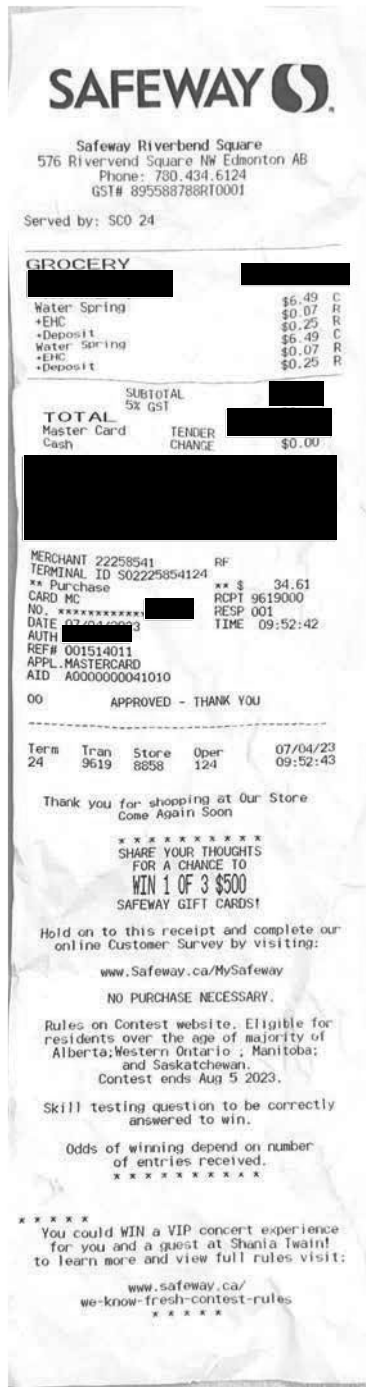 SAFEWAY
Safeway Riverbend Square
576 Rivervend Square NW Edmonton AB
Phone: 780.434.6124
GST# 895588788RT0001
Served by: SCO 24
GROCERY
Water Spring $6.49 C
+EHC $0.07 R
+Deposit $0.25 R
Water Spring $6.49 C
+EHC $0.07 R
+Deposit $0.25 R
SUBTOTAL
5% GST
TOTAL
Master Card TENDER
Cash CHANGE $0.00
MERCHANT 22258541 RF
TERMINAL ID S02225854124
** Purchase ** $ 34.61
CARD MC RCPT 9619000
NO. ************ RESP 001
DATE 07/04/2023 TIME 09:52:42
AUTH
REF# 001514011
APPL.MASTERCARD
AID A0000000041010
00 APPROVED - THANK YOU
Term Tran Store Oper 07/04/23
24 9619 8858 124 09:52:43
Thank you for shopping at Our Store
Come Again Soon
* * * * * * * * * *
SHARE YOUR THOUGHTS
FOR A CHANCE TO
WIN 1 OF 3 $500
SAFEWAY GIFT CARDS!
Hold on to this receipt and complete our
online Customer Survey by visiting:
www.Safeway.ca/MySafeway
NO PURCHASE NECESSARY.
Rules on Contest website. Eligible for
residents over the age of majority of
Alberta;Western Ontario ; Manitoba;
and Saskatchewan.
Contest ends Aug 5 2023.
Skill testing question to be correctly
answered to win.
Odds of winning depend on number
of entries received.
* * * * * * * * * *
* * * * *
You could WIN a VIP concert experience
for you and a guest at Shania Twain!
to learn more and view full rules visit:
www.safeway.ca/
we-know-fresh-contest-rules
* * * * *